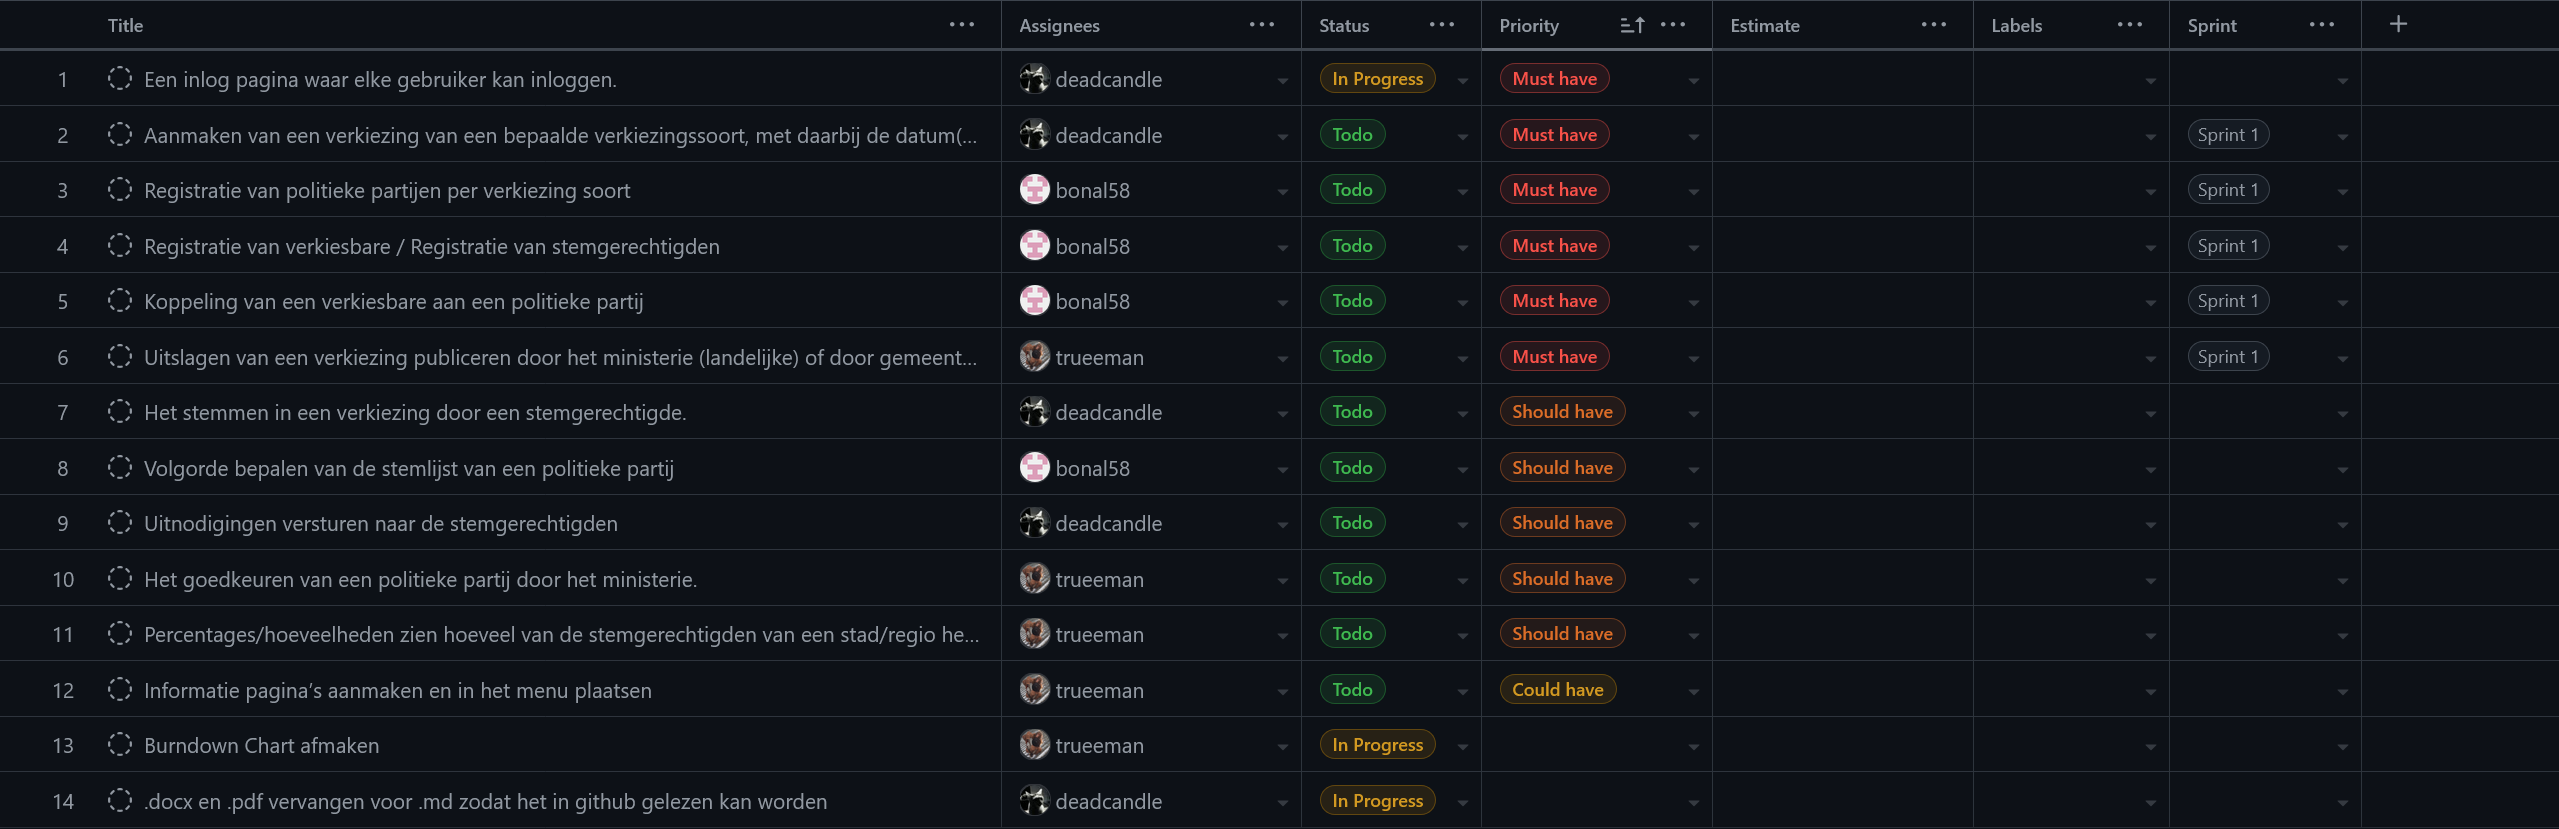 Title Assignees Status Priority Estimate Labels Sprint
1 Een inlog pagina waar elke gebruiker kan inloggen. deadcandle In Progress Must have
2 Aanmaken van een verkiezing van een bepaalde verkiezingssoort, met daarbij de datum(... deadcandle Todo Must have Sprint 1
3 Registratie van politieke partijen per verkiezing soort bonal58 Todo Must have Sprint 1
4 Registratie van verkiesbare / Registratie van stemgerechtigden bonal58 Todo Must have Sprint 1
5 Koppeling van een verkiesbare aan een politieke partij bonal58 Todo Must have Sprint 1
6 Uitslagen van een verkiezing publiceren door het ministerie (landelijke) of door gemeent... trueeman Todo Must have Sprint 1
7 Het stemmen in een verkiezing door een stemgerechtigde. deadcandle Todo Should have
8 Volgorde bepalen van de stemlijst van een politieke partij bonal58 Todo Should have
9 Uitnodigingen versturen naar de stemgerechtigden deadcandle Todo Should have
10 Het goedkeuren van een politieke partij door het ministerie. trueeman Todo Should have
11 Percentages/hoeveelheden zien hoeveel van de stemgerechtigden van een stad/regio he... trueeman Todo Should have
12 Informatie pagina's aanmaken en in het menu plaatsen trueeman Todo Could have
13 Burndown Chart afmaken trueeman In Progress
14 .docx en .pdf vervangen voor .md zodat het in github gelezen kan worden deadcandle In Progress